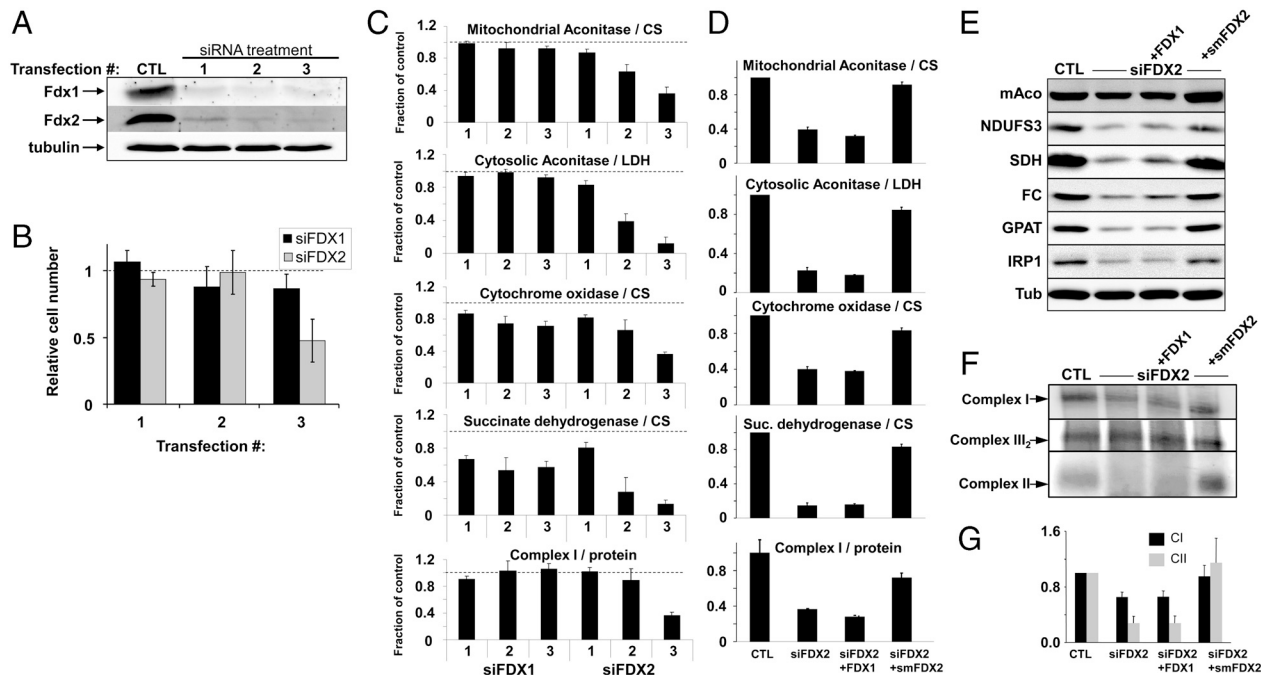 A
siRNA treatment
Transfection #: CTL 1 2 3
Fdx1
Fdx2
tubulin
B
siFDX1
siFDX2
Relative cell number
1
0.5
0
1 2 3
Transfection #:
C
Mitochondrial Aconitase / CS
Fraction of control
1.2
0.8
0.4
0
1 2 3 1 2 3
Cytosolic Aconitase / LDH
Fraction of control
1.2
0.8
0.4
0
1 2 3 1 2 3
Cytochrome oxidase / CS
Fraction of control
1.2
0.8
0.4
0
1 2 3 1 2 3
Succinate dehydrogenase / CS
Fraction of control
1.2
0.8
0.4
0
1 2 3 1 2 3
Complex I / protein
Fraction of control
1.2
0.8
0.4
0
1 2 3 1 2 3
siFDX1 siFDX2
D
Mitochondrial Aconitase / CS
0.8
0.4
0
Cytosolic Aconitase / LDH
0.8
0.4
0
Cytochrome oxidase / CS
0.8
0.4
0
Suc. dehydrogenase / CS
0.8
0.4
0
Complex I / protein
0.8
0.4
0
CTL siFDX2 siFDX2 siFDX2
+FDX1 +smFDX2
E
+FDX1
+smFDX2
CTL siFDX2
mAco
NDUFS3
SDH
FC
GPAT
IRP1
Tub
F
+FDX1
+smFDX2
CTL siFDX2
Complex I
Complex III2
Complex II
G
CI
CII
1.6
0.8
0.0
CTL siFDX2 siFDX2 siFDX2
+FDX1 +smFDX2